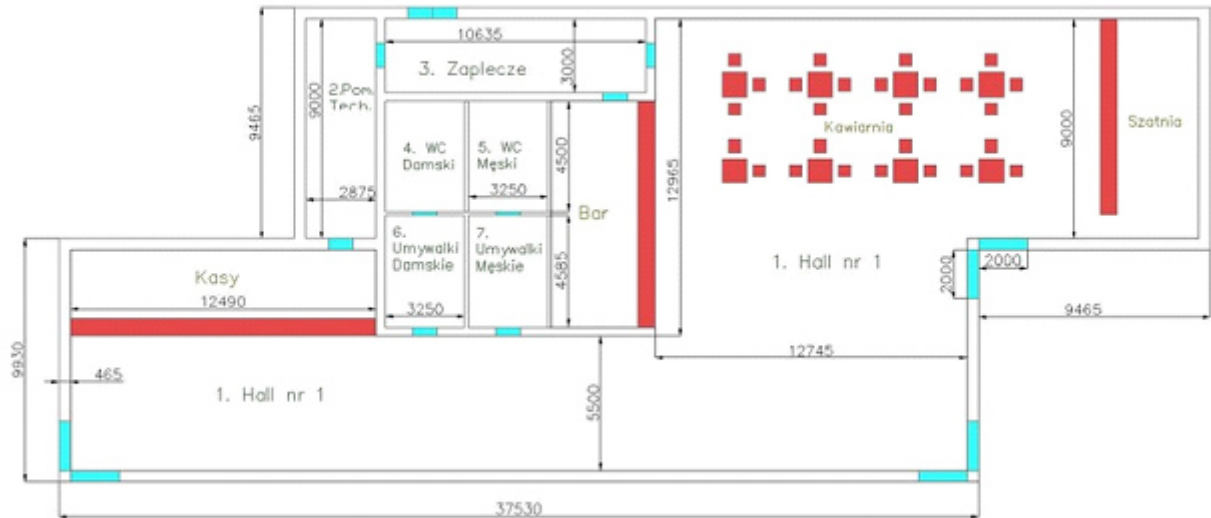 10635
3. Zaplecze
3000
9465
9000
2.Pom.
Tech.
2875
4. WC
Damski
5. WC
Męski
3250
4500
Bar
12965
Kawiarnia
9000
Szatnia
6.
Umywalki
Damskie
3250
7.
Umywalki
Męskie
4585
1. Hall nr 1
2000
2000
9465
Kasy
12490
12745
9930
465
1. Hall nr 1
5500
37530